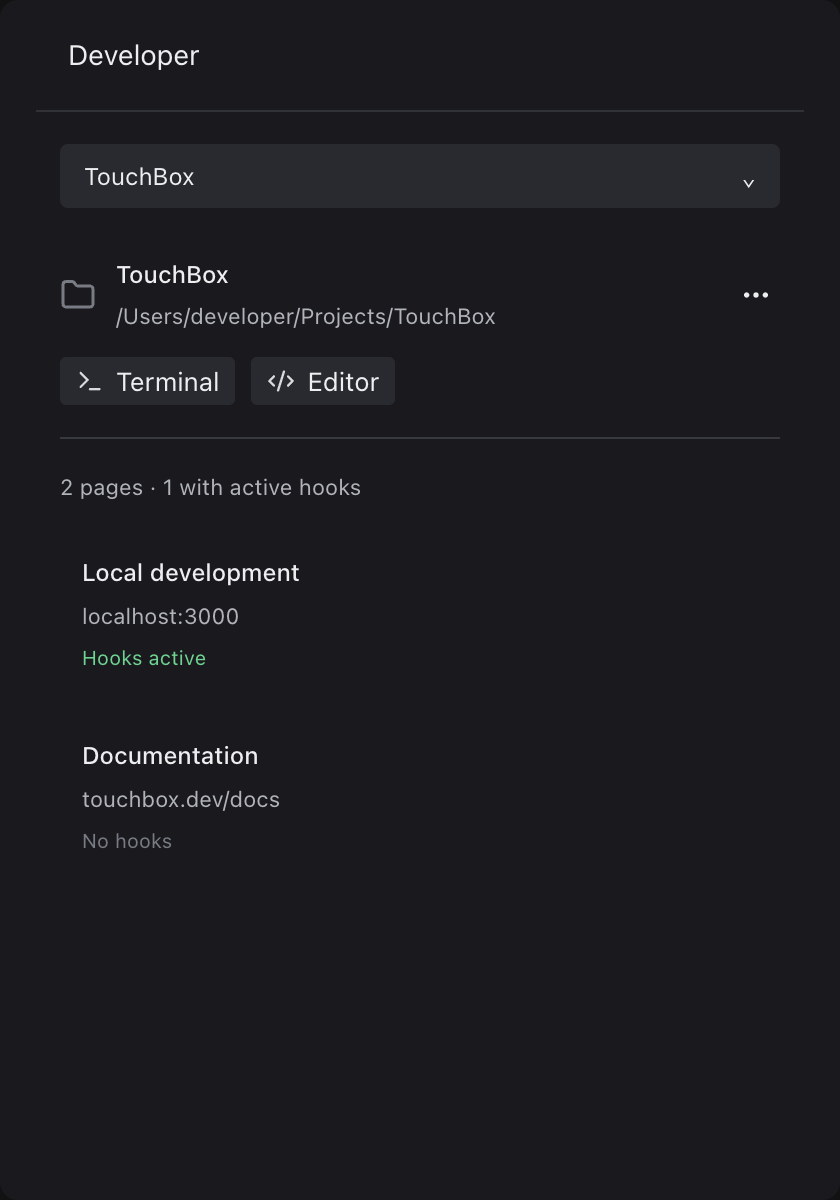 Developer
TouchBox
TouchBox
/Users/developer/Projects/TouchBox
Terminal
Editor
2 pages · 1 with active hooks
Local development
localhost:3000
Hooks active
Documentation
touchbox.dev/docs
No hooks